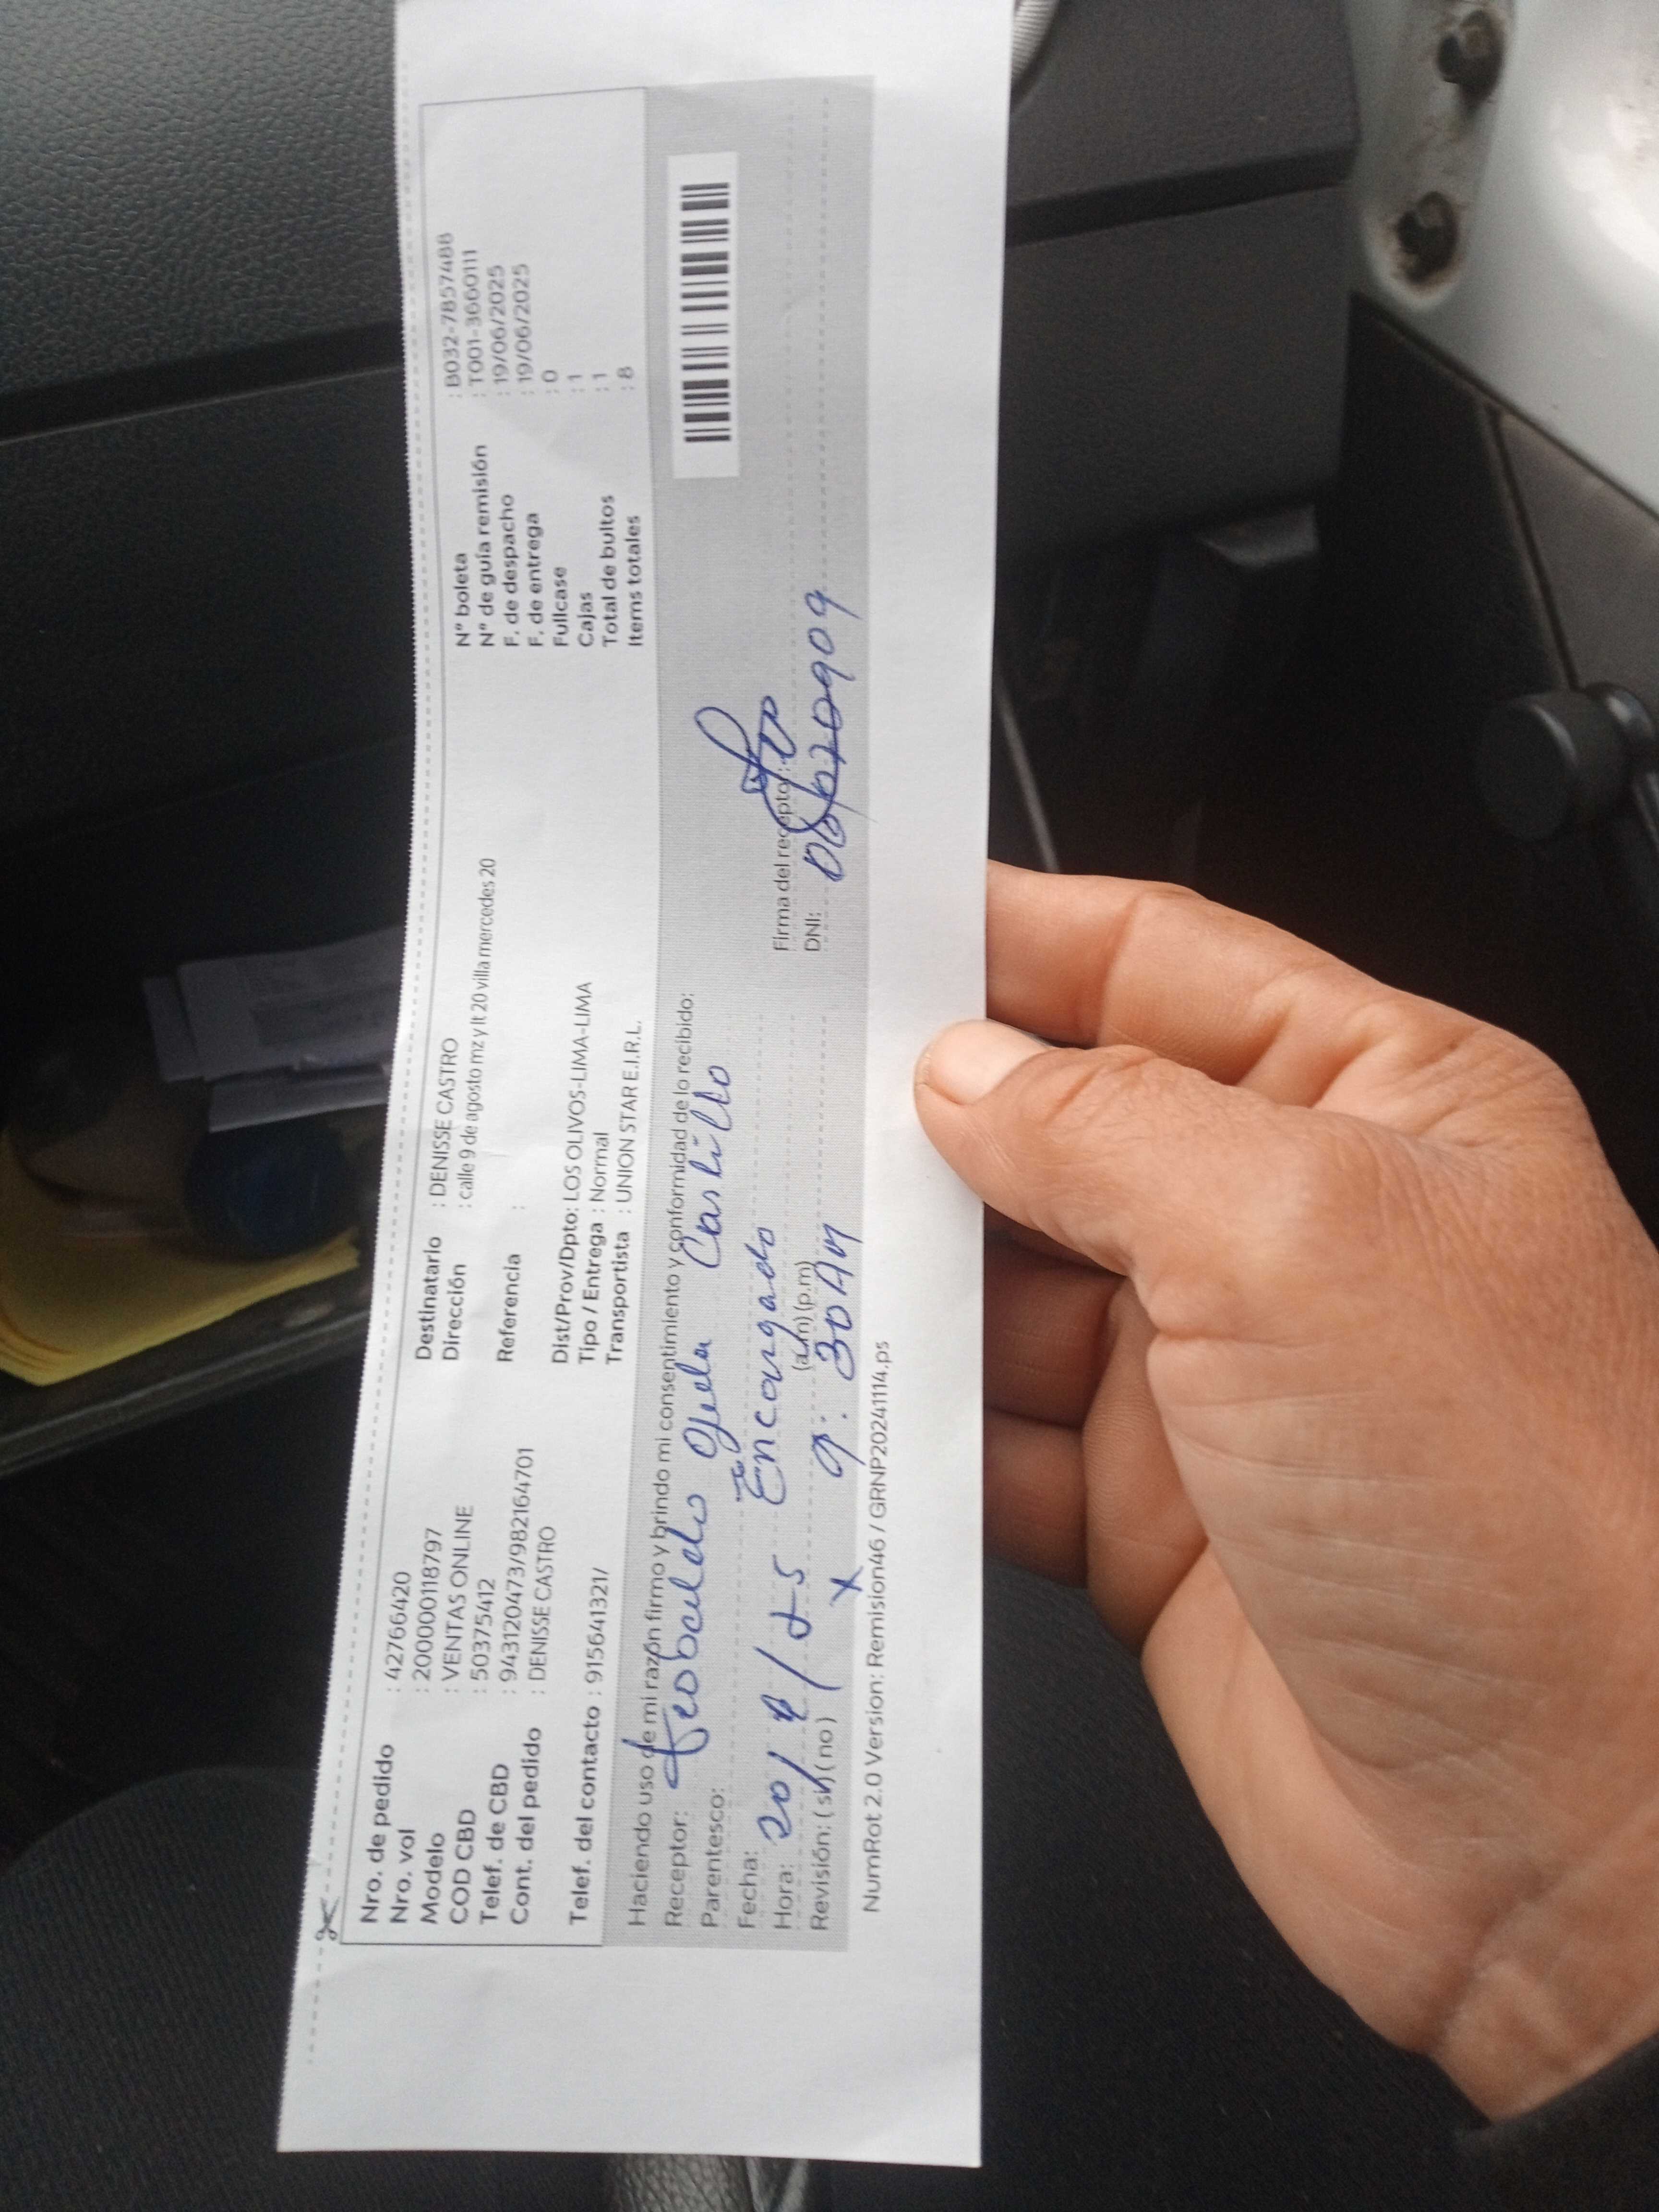 Nro. de pedido : 42766420
Nro. vol : 2000000118797
Modelo : VENTAS ONLINE
COD CBD : 50375412
Telef. de CBD : 943120473/982164701
Cont. del pedido : DENISSE CASTRO
Telef. del contacto : 915641321/
Destinatario : DENISSE CASTRO
Dirección : calle 9 de agosto mz y lt 20 villa mercedes 20
Referencia :
Dist/Prov/Dpto: LOS OLIVOS-LIMA-LIMA
Tipo / Entrega : Normal
Transportista : UNION STAR E.I.R.L.
N° boleta : B032-7857488
N° de guía remisión : T001-3660111
F. de despacho : 19/06/2025
F. de entrega : 19/06/2025
Fullcase : 0
Cajas : 1
Total de bultos : 1
Items totales : 8
Haciendo uso de mi razón firmo y brindo mi consentimiento y conformidad de lo recibido:
Receptor: Teobaldo Ojeda Castillo
Parentesco: Encargado
Fecha: 20/ /25
Hora: 9:30 AM (a.m) (p.m)
Revisión: (si) (no) X
Firma del receptor:
DNI:
NumRot 2.0 Version: Remision46 / GRNP20241114.ps